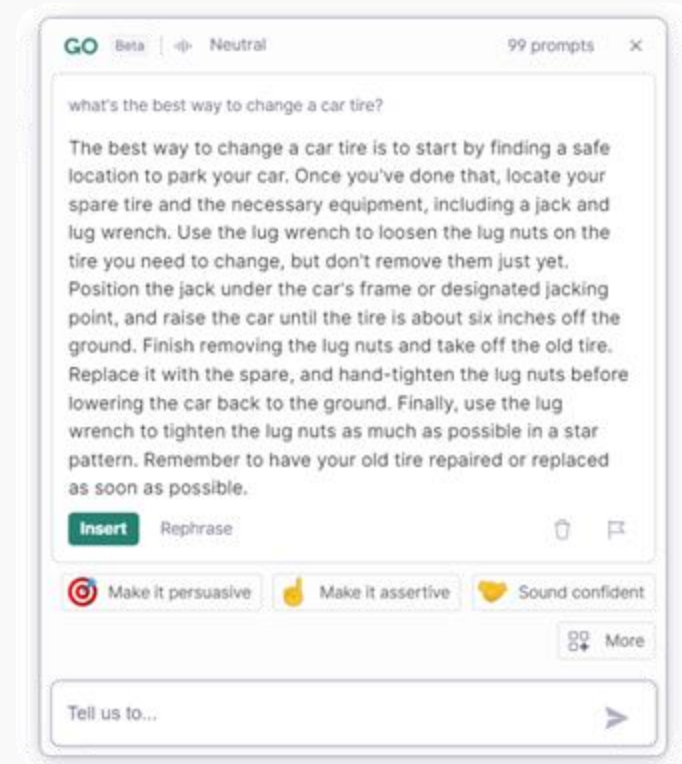 GO Beta Neutral 99 prompts
what's the best way to change a car tire?
The best way to change a car tire is to start by finding a safe
location to park your car. Once you've done that, locate your
spare tire and the necessary equipment, including a jack and
lug wrench. Use the lug wrench to loosen the lug nuts on the
tire you need to change, but don't remove them just yet.
Position the jack under the car's frame or designated jacking
point, and raise the car until the tire is about six inches off the
ground. Finish removing the lug nuts and take off the old tire.
Replace it with the spare, and hand-tighten the lug nuts before
lowering the car back to the ground. Finally, use the lug
wrench to tighten the lug nuts as much as possible in a star
pattern. Remember to have your old tire repaired or replaced
as soon as possible.
Insert Rephrase
Make it persuasive Make it assertive Sound confident
More
Tell us to...